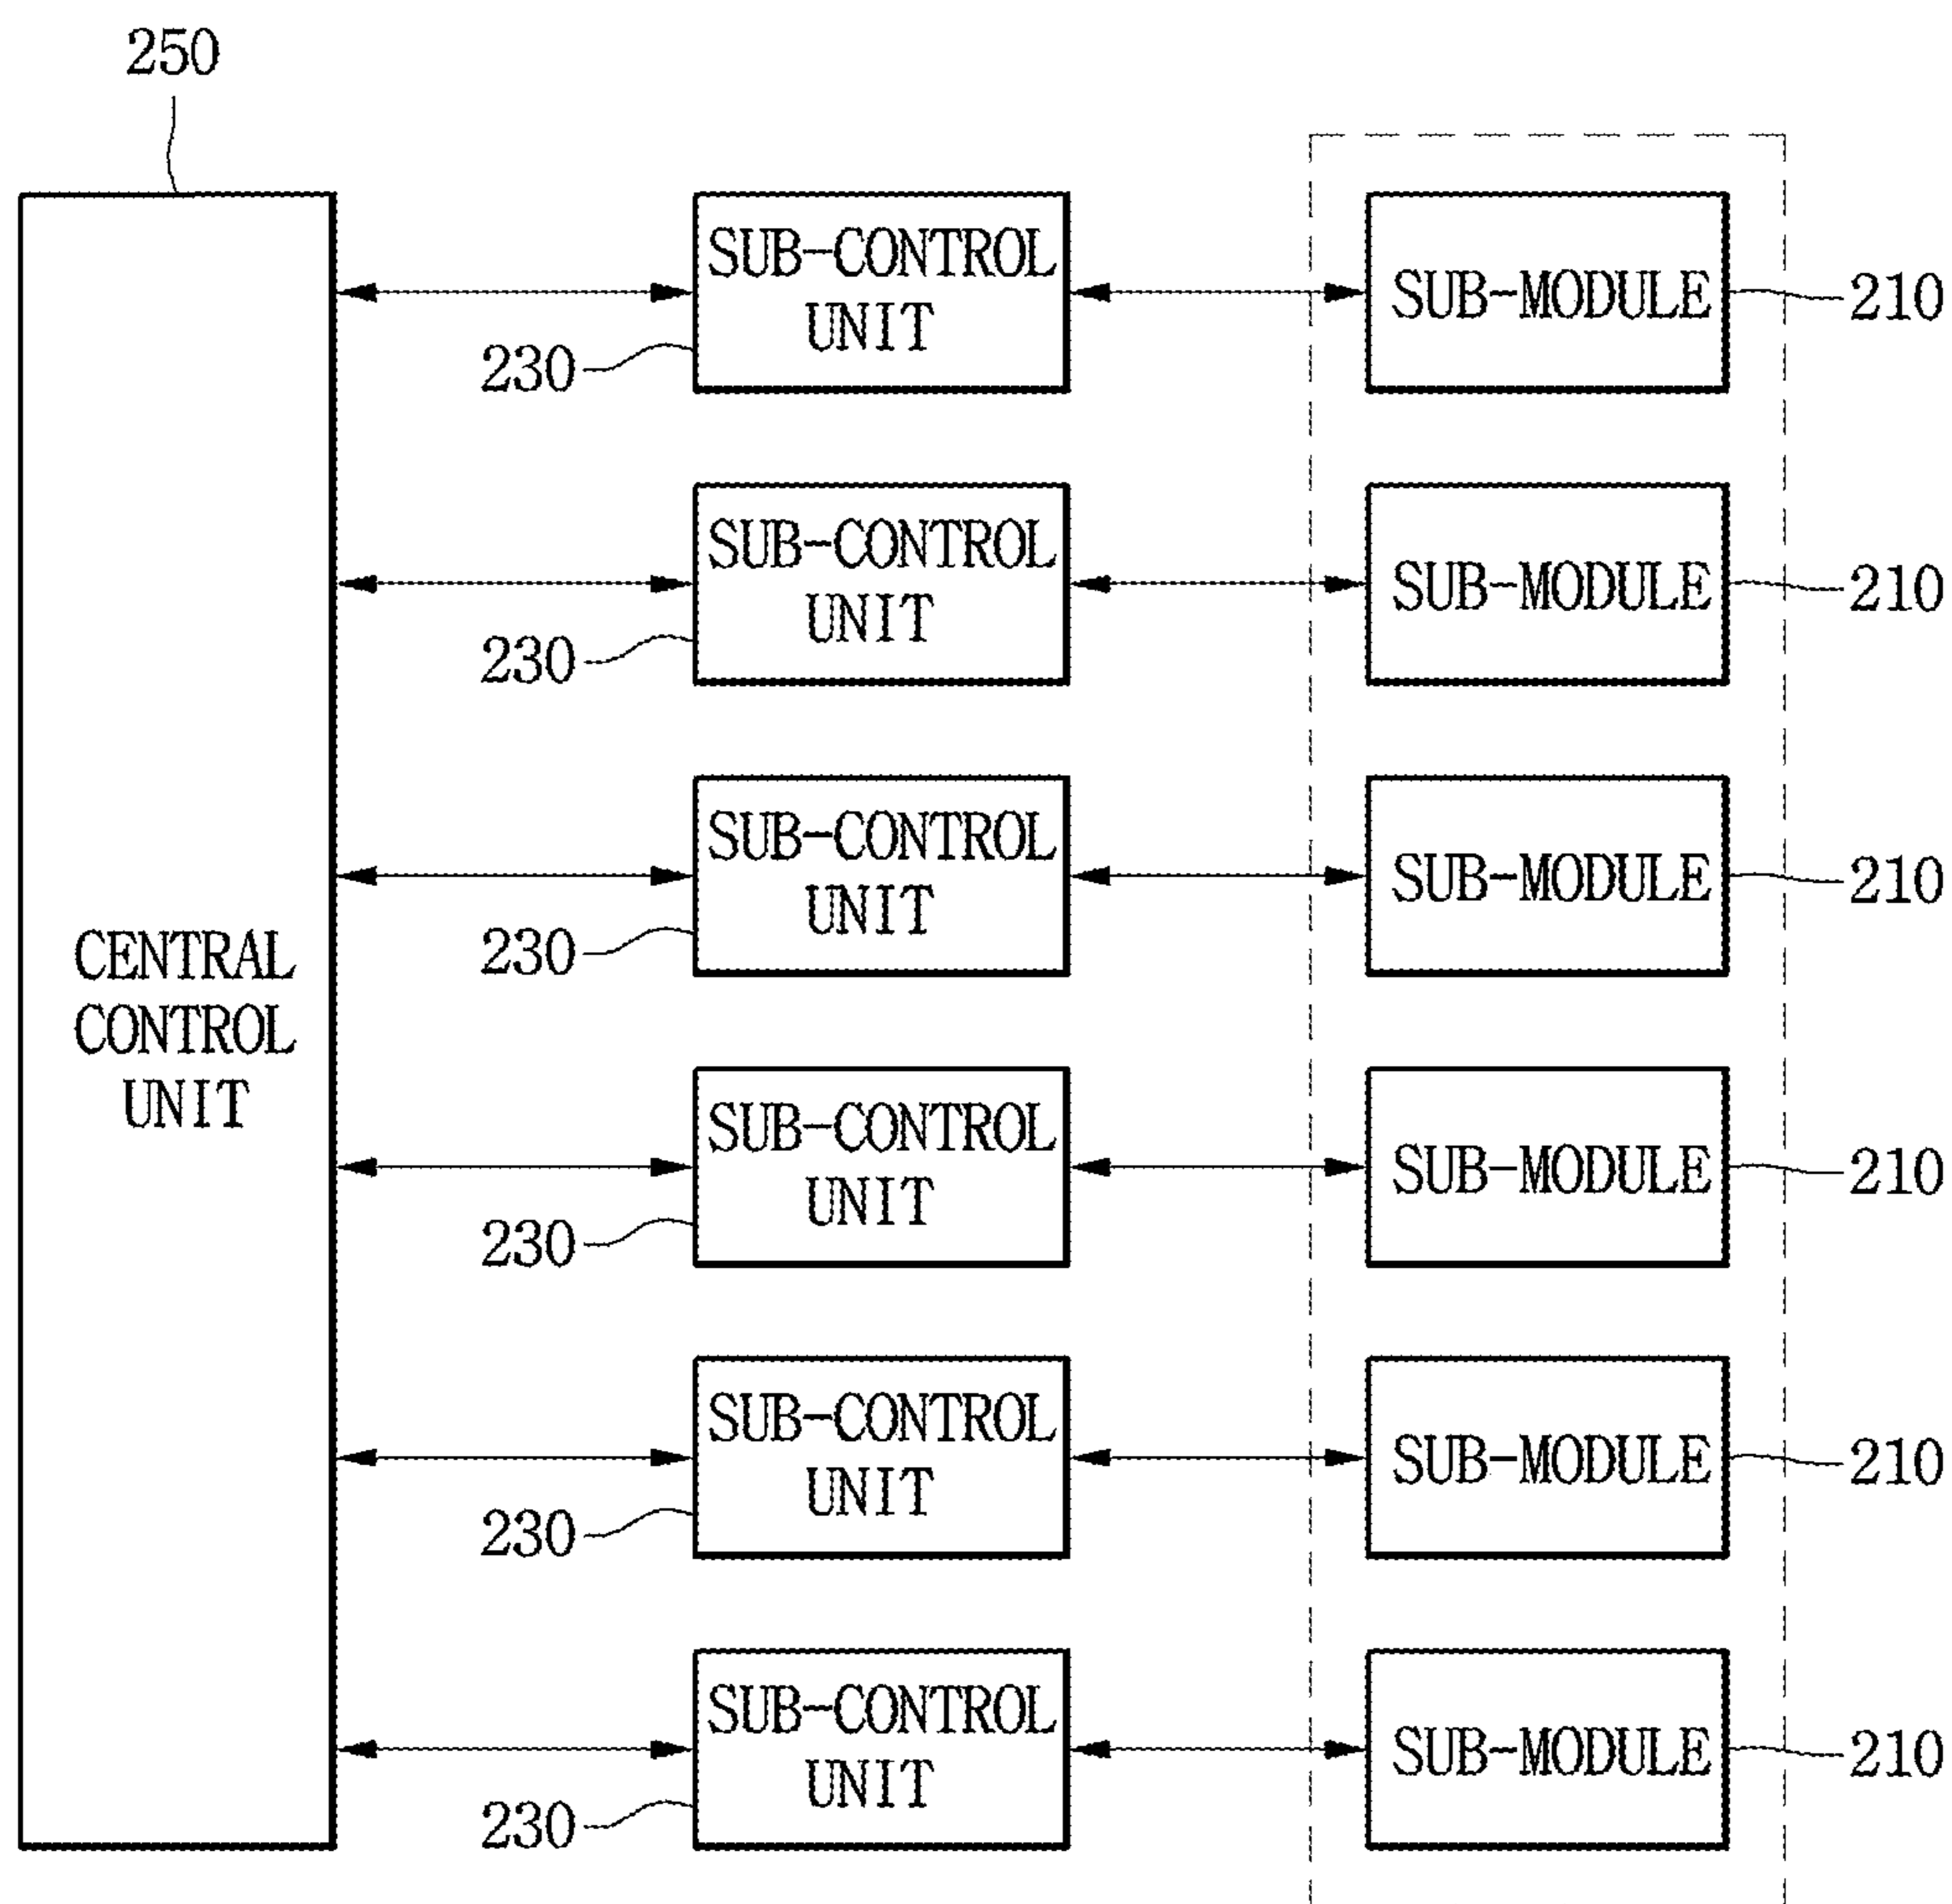 250
SUB-CONTROL
UNIT
230
SUB-MODULE
210
SUB-CONTROL
UNIT
230
SUB-MODULE
210
SUB-CONTROL
UNIT
230
SUB-MODULE
210
CENTRAL
CONTROL
UNIT
SUB-CONTROL
UNIT
230
SUB-MODULE
210
SUB-CONTROL
UNIT
230
SUB-MODULE
210
SUB-CONTROL
UNIT
230
SUB-MODULE
210